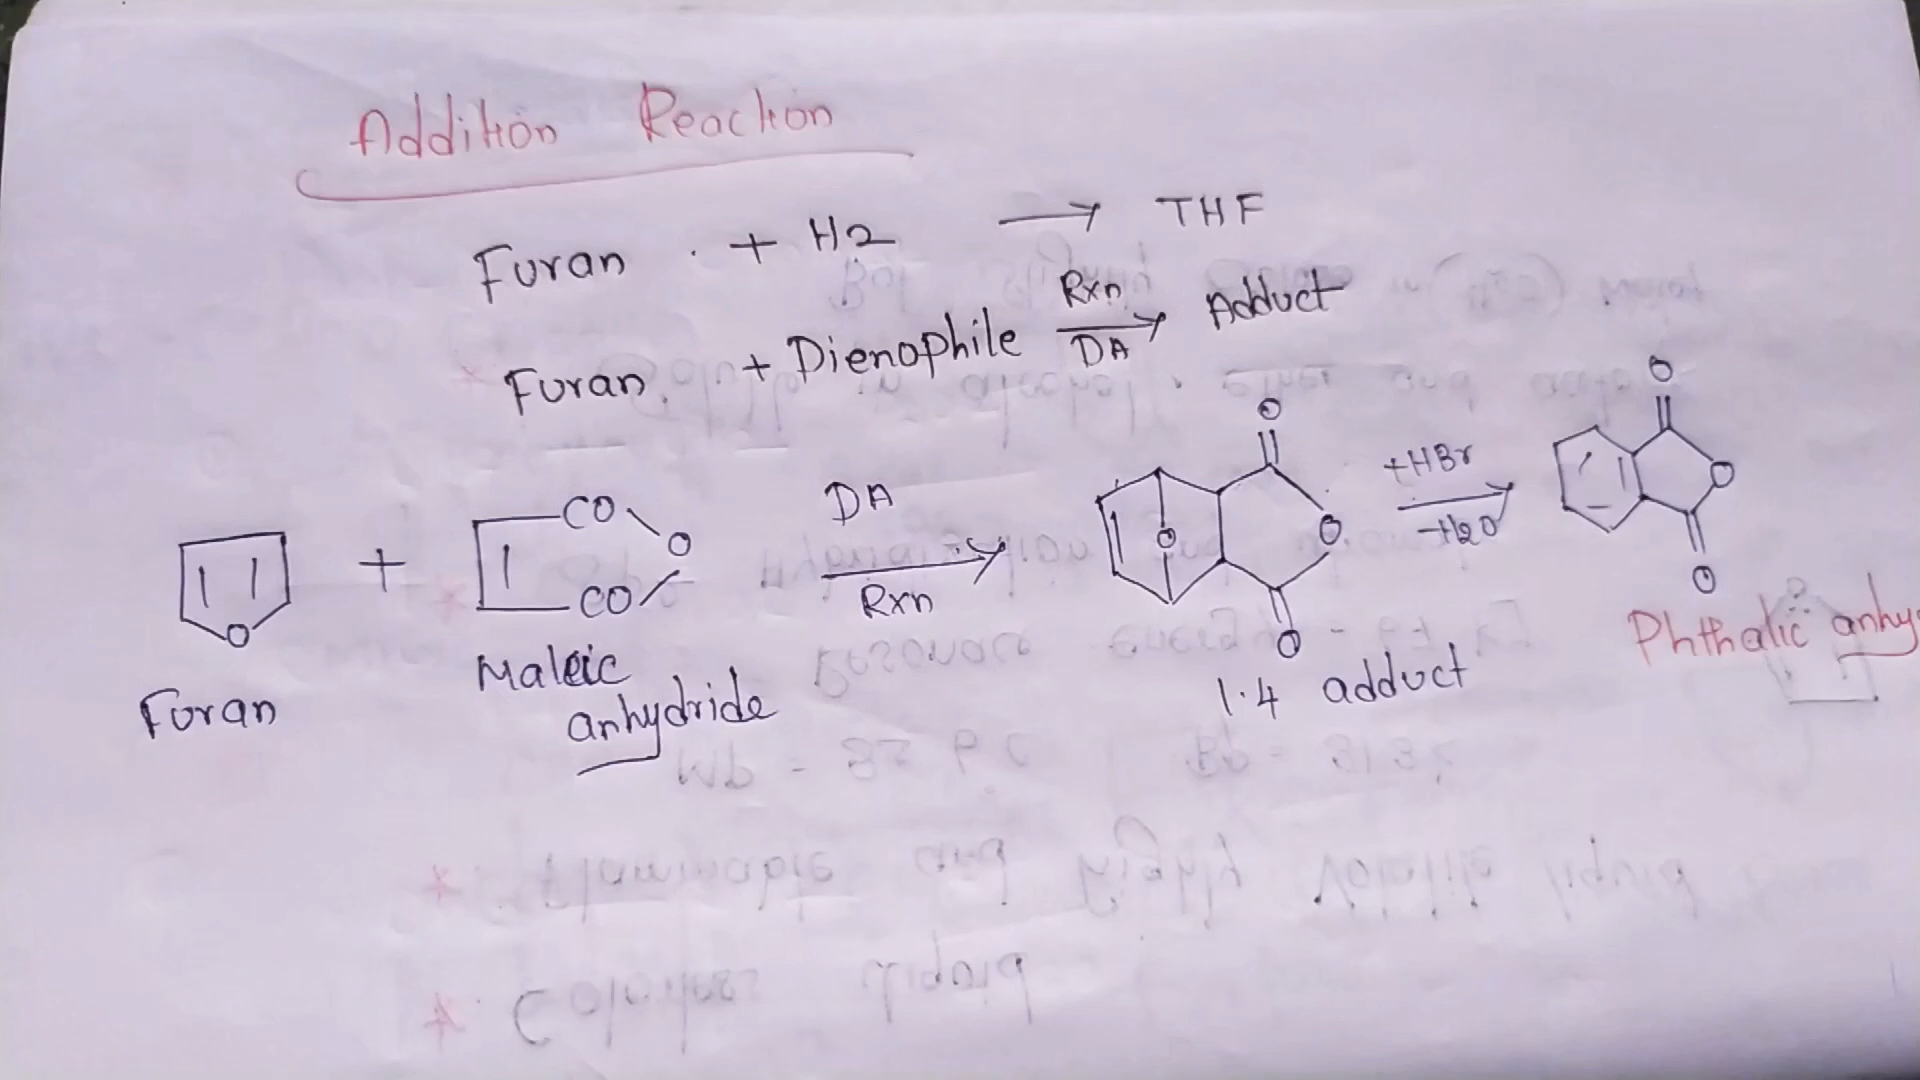 Addition Reaction
Furan + H2 → THF
Furan + Dienophile Rxn → DA Adduct
Furan + Maleic anhydride DA → Rxn 1.4 adduct +HBr → -H2O Phthalic anhy
CO
O
CO
O
O
O
O
O
O
O
O